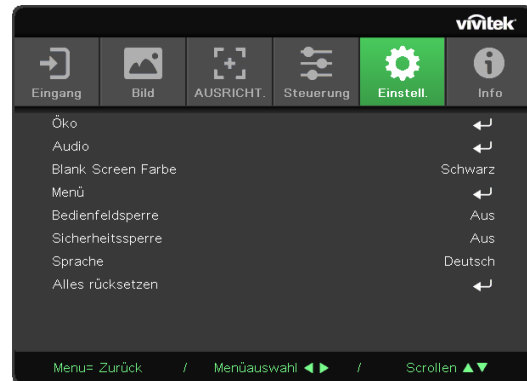 vivitek
Eingang Bild AUSRICHT. Steuerung Einstell. Info
Öko
Audio
Blank Screen Farbe Schwarz
Menü
Bedienfeldsperre Aus
Sicherheitssperre Aus
Sprache Deutsch
Alles rücksetzen
Menu= Zurück / Menüauswahl ◀ ▶ / Scrollen ▲▼